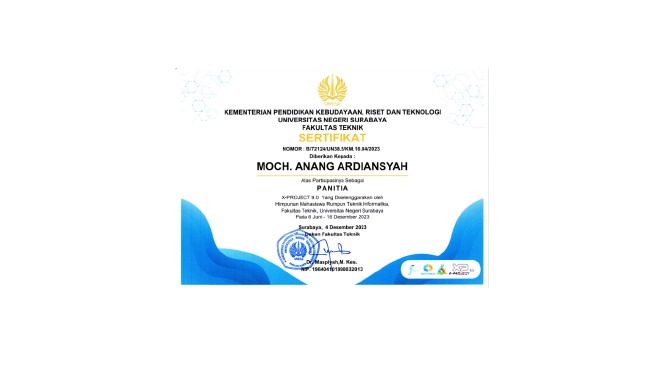 UNESA
KEMENTERIAN PENDIDIKAN KEBUDAYAAN, RISET DAN TEKNOLOGI
UNIVERSITAS NEGERI SURABAYA
FAKULTAS TEKNIK
SERTIFIKAT
NOMOR : B/72124/UN38.5/KM.10.04/2023
Diberikan Kepada :
MOCH. ANANG ARDIANSYAH
Atas Partisipasinya Sebagai
PANITIA
X-PROJECT 9.0 Yang Diselenggarakan oleh
Himpunan Mahasiswa Rumpun Teknik Informatika,
Fakultas Teknik, Universitas Negeri Surabaya
Pada 6 Juni - 16 Desember 2023
Surabaya, 4 Desember 2023
Dekan Fakultas Teknik
Dr. Maspiyah, M. Kes.
NIP. 196404101990032013
X-PROJECT